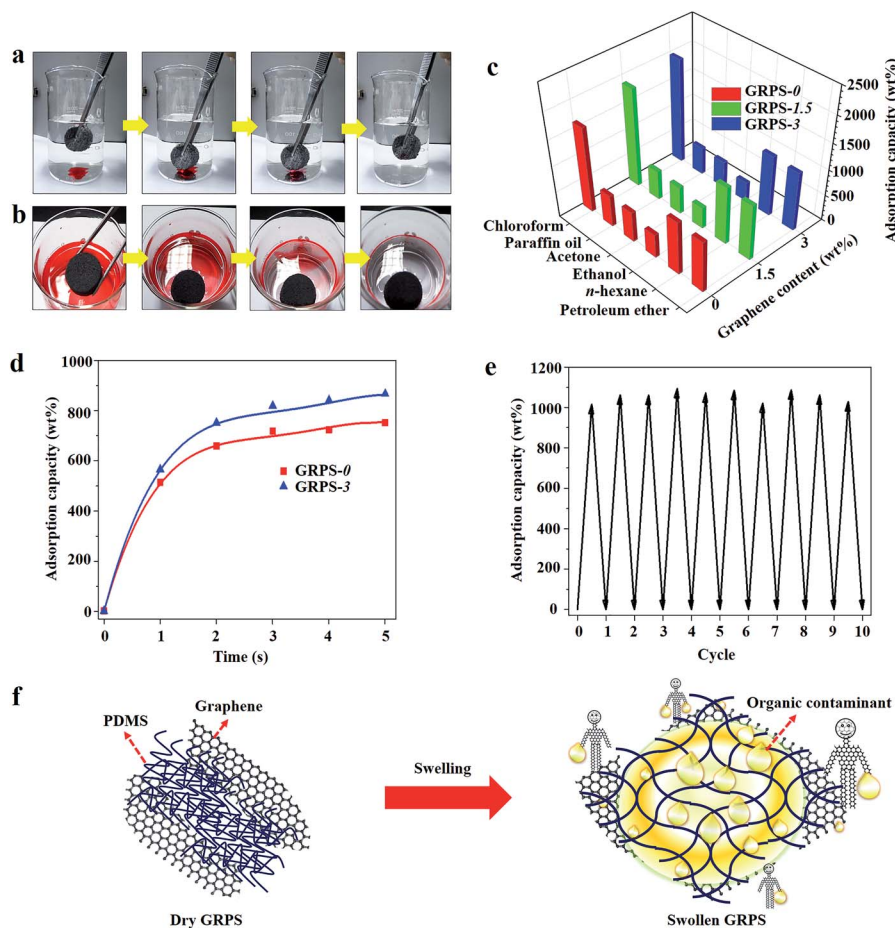 a
b
c
GRPS-0
GRPS-1.5
GRPS-3
2500
2000
1500
1000
500
0
Adsorption capacity (wt%)
Chloroform
Paraffin oil
Acetone
Ethanol
n-hexane
Petroleum ether
0
1.5
3
Graphene content (wt%)
d
1000
800
600
400
200
0
Adsorption capacity (wt%)
GRPS-0
GRPS-3
0 1 2 3 4 5
Time (s)
e
1200
1000
800
600
400
200
0
Adsorption capacity (wt%)
0 1 2 3 4 5 6 7 8 9 10
Cycle
f
PDMS
Graphene
Swelling
Organic contaminant
Dry GRPS
Swollen GRPS